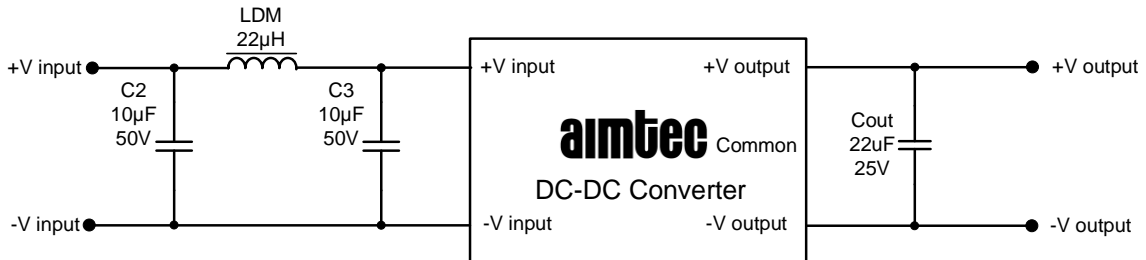 LDM
22µH
+V input
C2
10µF
50V
C3
10µF
50V
+V input
+V output
+V output
aimtec
Common
DC-DC Converter
Cout
22uF
25V
-V input
-V input
-V output
-V output